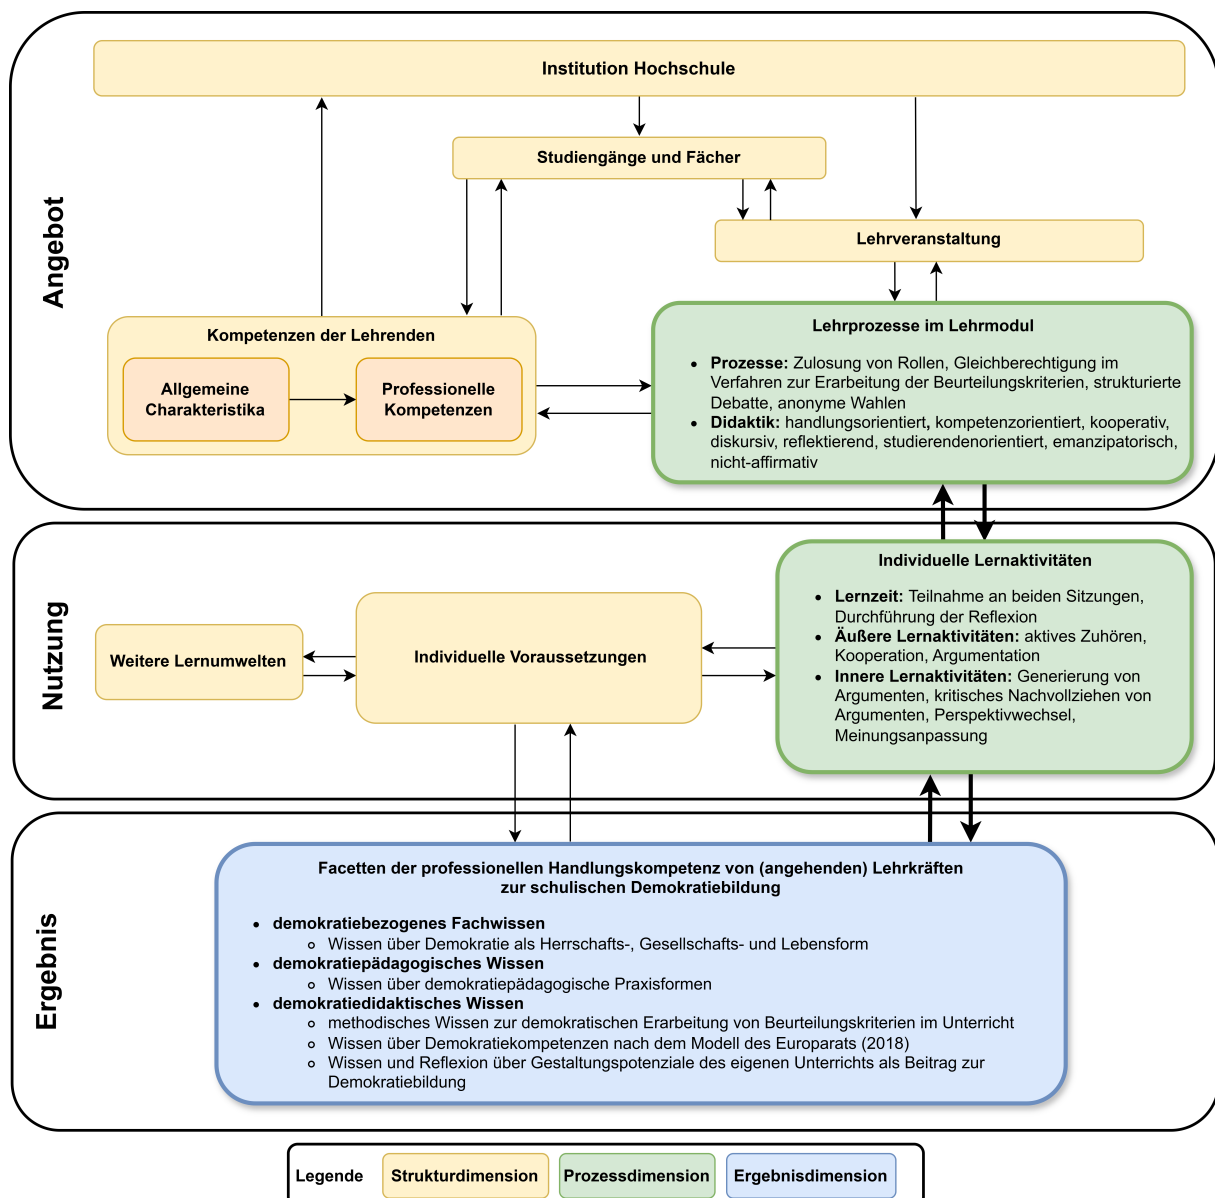 Angebot
Institution Hochschule
Studiengänge und Fächer
Lehrveranstaltung
Kompetenzen der Lehrenden
Allgemeine
Charakteristika
Professionelle
Kompetenzen
Lehrprozesse im Lehrmodul
• Prozesse: Zulosung von Rollen, Gleichberechtigung im
Verfahren zur Erarbeitung der Beurteilungskriterien, strukturierte
Debatte, anonyme Wahlen
• Didaktik: handlungsorientiert, kompetenzorientiert, kooperativ,
diskursiv, reflektierend, studierendenorientiert, emanzipatorisch,
nicht-affirmativ
Nutzung
Weitere Lernumwelten
Individuelle Voraussetzungen
Individuelle Lernaktivitäten
• Lernzeit: Teilnahme an beiden Sitzungen,
Durchführung der Reflexion
• Äußere Lernaktivitäten: aktives Zuhören,
Kooperation, Argumentation
• Innere Lernaktivitäten: Generierung von
Argumenten, kritisches Nachvollziehen von
Argumenten, Perspektivwechsel,
Meinungsanpassung
Ergebnis
Facetten der professionellen Handlungskompetenz von (angehenden) Lehrkräften
zur schulischen Demokratiebildung
• demokratiebezogenes Fachwissen
○ Wissen über Demokratie als Herrschafts-, Gesellschafts- und Lebensform
• demokratiepädagogisches Wissen
○ Wissen über demokratiepädagogische Praxisformen
• demokratiedidaktisches Wissen
○ methodisches Wissen zur demokratischen Erarbeitung von Beurteilungskriterien im Unterricht
○ Wissen über Demokratiekompetenzen nach dem Modell des Europarats (2018)
○ Wissen und Reflexion über Gestaltungspotenziale des eigenen Unterrichts als Beitrag zur
Demokratiebildung
Legende
Strukturdimension
Prozessdimension
Ergebnisdimension